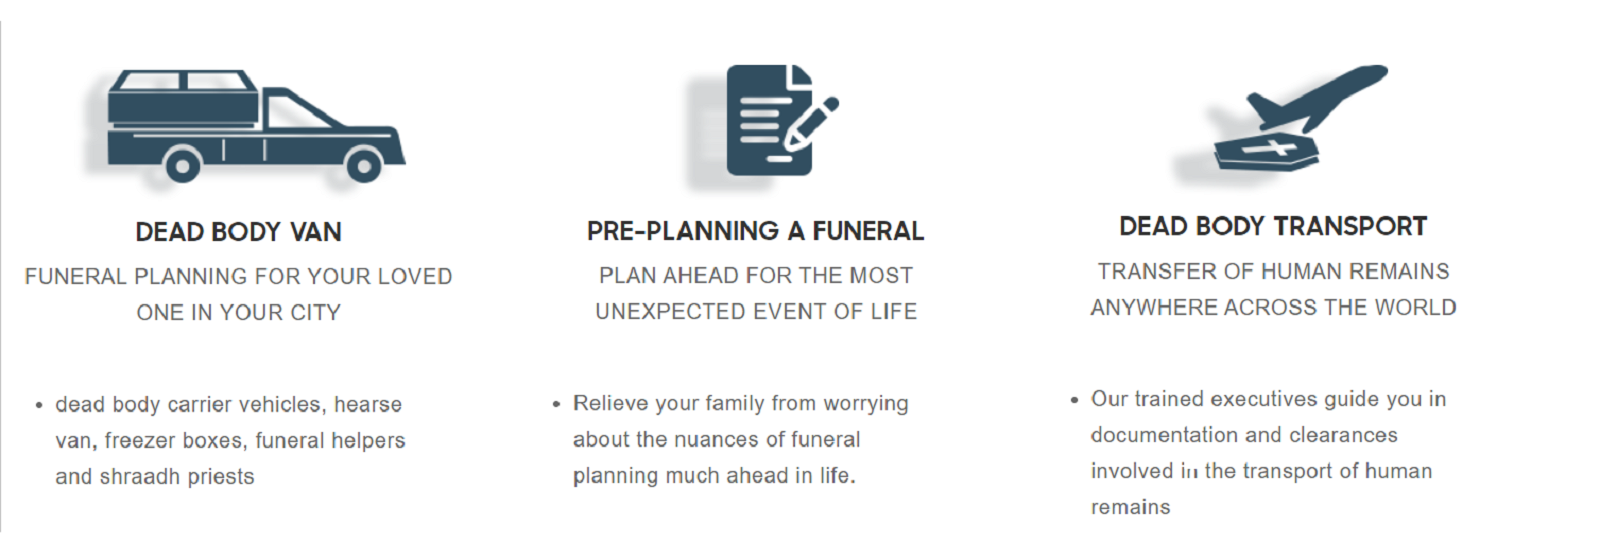 DEAD BODY VAN
FUNERAL PLANNING FOR YOUR LOVED
ONE IN YOUR CITY
• dead body carrier vehicles, hearse
van, freezer boxes, funeral helpers
and shraadh priests
PRE-PLANNING A FUNERAL
PLAN AHEAD FOR THE MOST
UNEXPECTED EVENT OF LIFE
• Relieve your family from worrying
about the nuances of funeral
planning much ahead in life.
DEAD BODY TRANSPORT
TRANSFER OF HUMAN REMAINS
ANYWHERE ACROSS THE WORLD
• Our trained executives guide you in
documentation and clearances
involved in the transport of human
remains